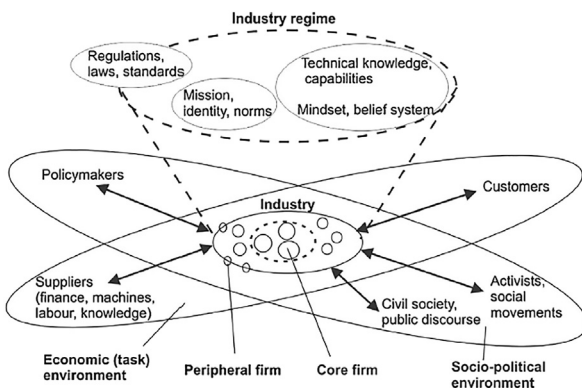 Industry regime
Regulations,
laws, standards
Technical knowledge,
capabilities
Mission,
identity, norms
Mindset, belief system
Policymakers
Customers
Industry
Suppliers
(finance, machines,
labour, knowledge)
Activists,
social
movements
Civil society,
public discourse
Economic (task)
environment
Peripheral firm
Core firm
Socio-political
environment